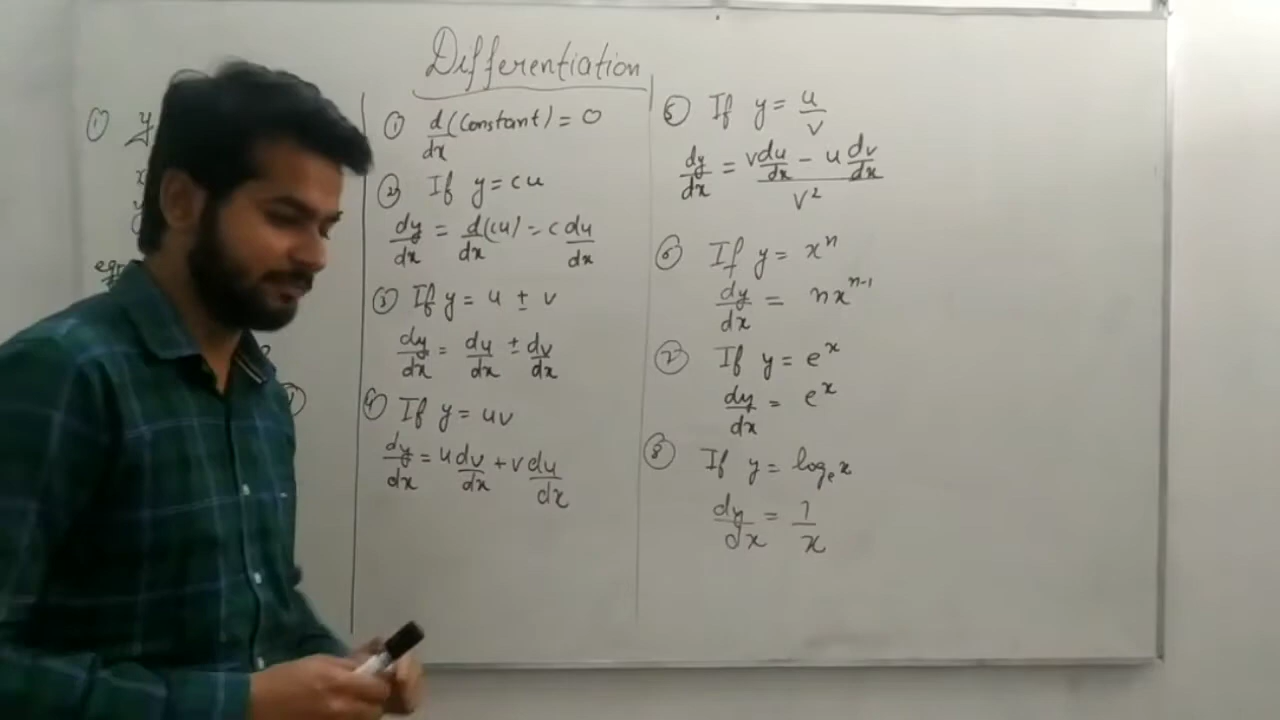 Differentiation
① y
x
y
① d/dx (Constant) = 0
② If y = cu
dy/dx = d(cu)/dx = c du/dx
③ If y = u ± v
dy/dx = du/dx ± dv/dx
④ If y = uv
dy/dx = u dv/dx + v du/dx
⑤ If y = u/v
dy/dx = (v du/dx - u dv/dx)/v²
⑥ If y = xⁿ
dy/dx = nxⁿ⁻¹
⑦ If y = eˣ
dy/dx = eˣ
⑧ If y = logₑx
dy/dx = 1/x